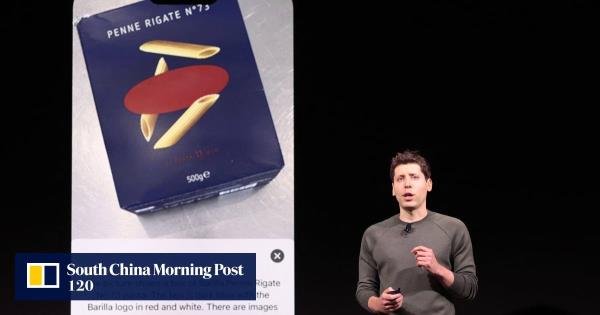 PENNE RIGATE N°73
500g℮
South China Morning Post
120
Rigate
the
Barilla logo in red and white. There are images